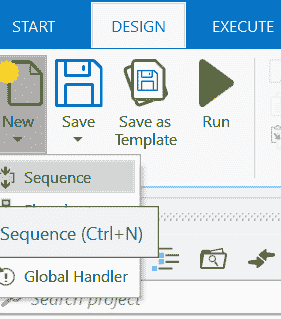 START DESIGN EXECUTE
New Save Save as Template Run
Sequence
Sequence (Ctrl+N)
Global Handler
Search project